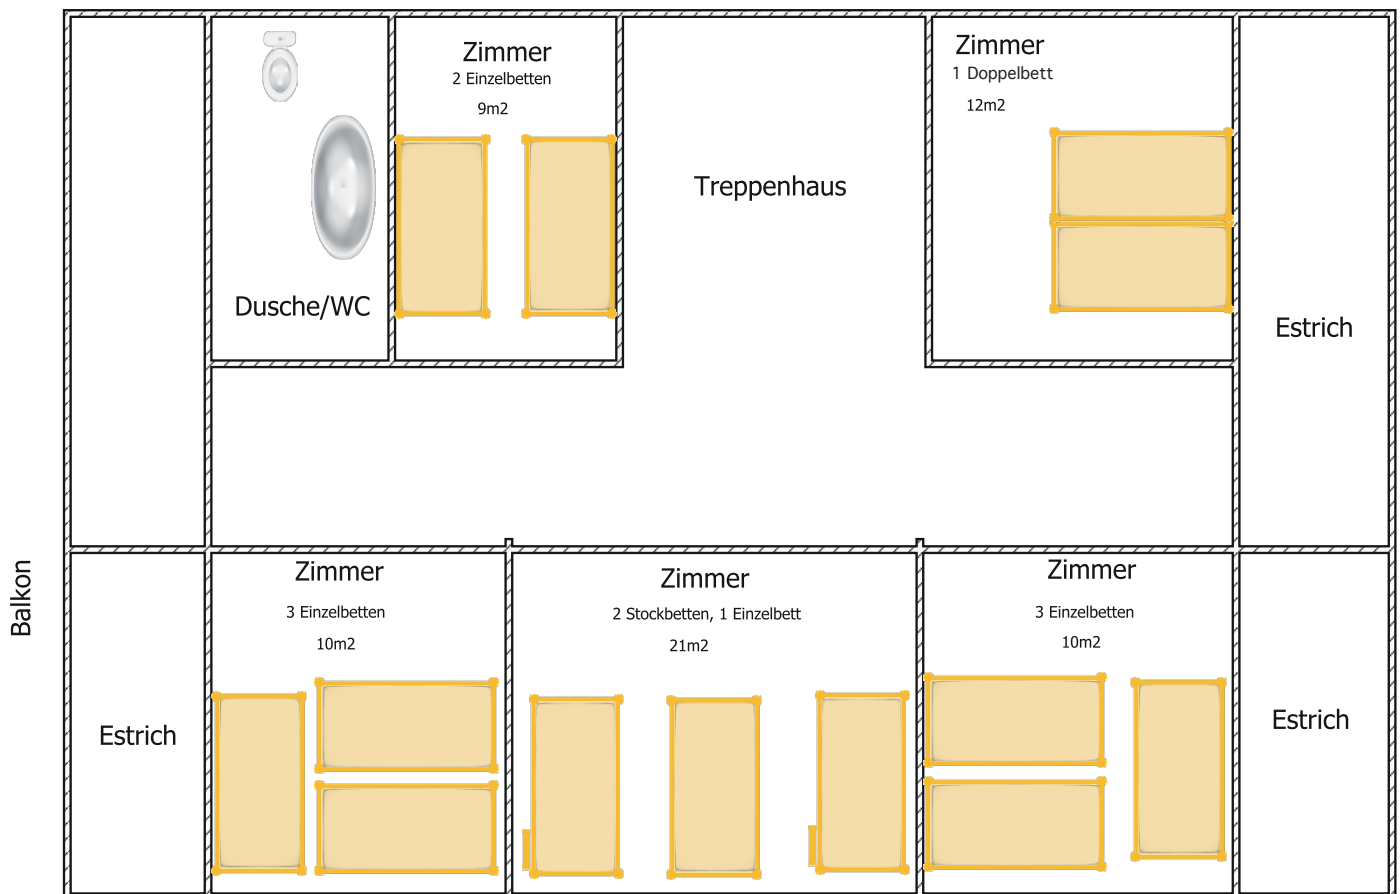 Zimmer
2 Einzelbetten
9m2
Zimmer
1 Doppelbett
12m2
Treppenhaus
Dusche/WC
Estrich
Balkon
Zimmer
3 Einzelbetten
10m2
Zimmer
2 Stockbetten, 1 Einzelbett
21m2
Zimmer
3 Einzelbetten
10m2
Estrich
Estrich